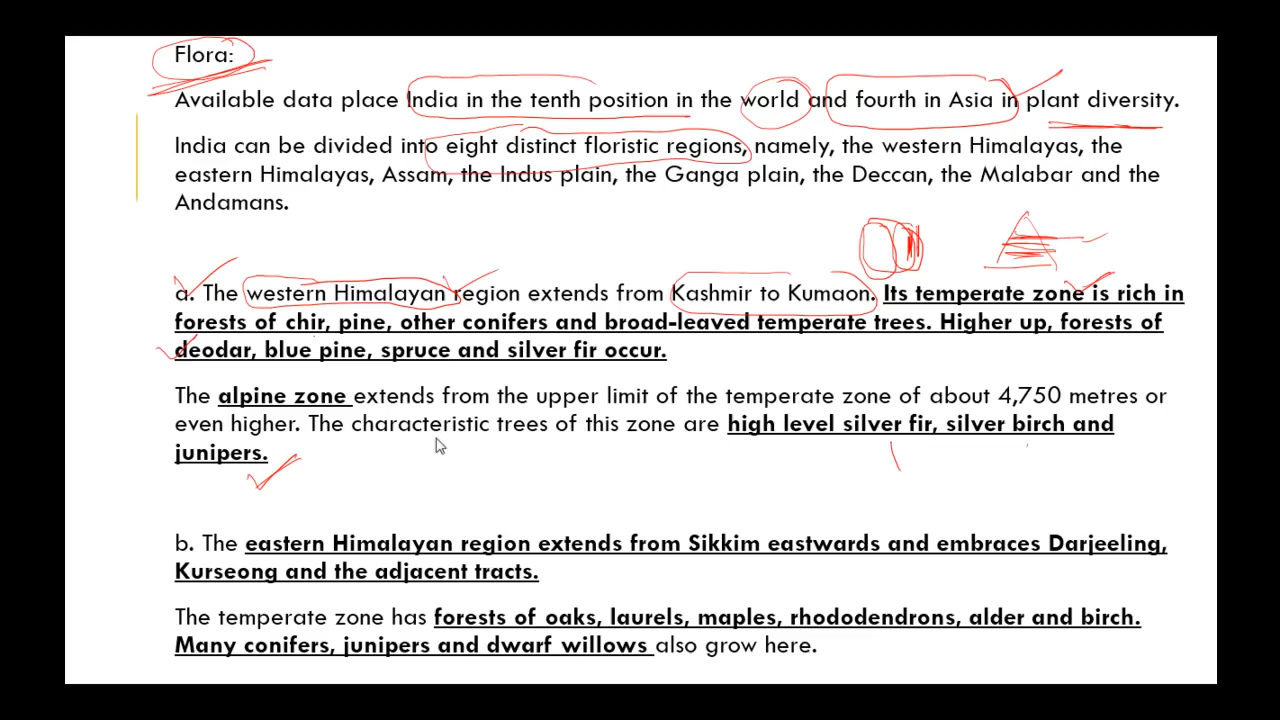 Flora:
Available data place India in the tenth position in the world and fourth in Asia in plant diversity.
India can be divided into eight distinct floristic regions, namely, the western Himalayas, the
eastern Himalayas, Assam, the Indus plain, the Ganga plain, the Deccan, the Malabar and the
Andamans.
a. The western Himalayan region extends from Kashmir to Kumaon. Its temperate zone is rich in
forests of chir, pine, other conifers and broad-leaved temperate trees. Higher up, forests of
deodar, blue pine, spruce and silver fir occur.
The alpine zone extends from the upper limit of the temperate zone of about 4,750 metres or
even higher. The characteristic trees of this zone are high level silver fir, silver birch and
junipers.
b. The eastern Himalayan region extends from Sikkim eastwards and embraces Darjeeling,
Kurseong and the adjacent tracts.
The temperate zone has forests of oaks, laurels, maples, rhododendrons, alder and birch.
Many conifers, junipers and dwarf willows also grow here.